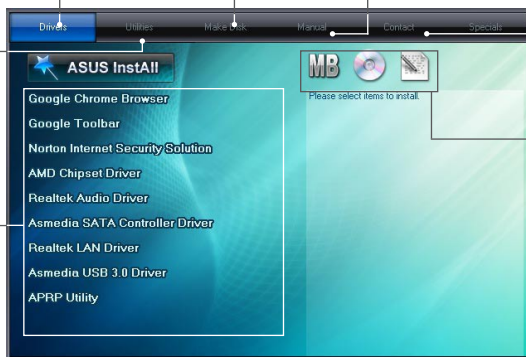 Drivers Utilities Make Disk Manual Contact Specials
ASUS InstAll
MB
Please select items to install.
Google Chrome Browser
Google Toolbar
Norton Internet Security Solution
AMD Chipset Driver
Realtek Audio Driver
Asmedia SATA Controller Driver
Realtek LAN Driver
Asmedia USB 3.0 Driver
APRP Utility